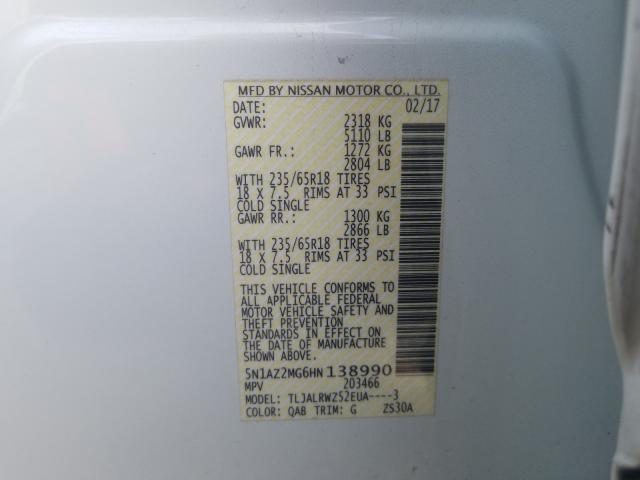 MFD BY NISSAN MOTOR CO., LTD.
DATE: 02/17
GVWR: 2318 KG
5110 LB
GAWR FR.: 1272 KG
2804 LB
WITH 235/65R18 TIRES
18 X 7.5 RIMS AT 33 PSI
COLD SINGLE
GAWR RR.: 1300 KG
2866 LB
WITH 235/65R18 TIRES
18 X 7.5 RIMS AT 33 PSI
COLD SINGLE
THIS VEHICLE CONFORMS TO
ALL APPLICABLE FEDERAL
MOTOR VEHICLE SAFETY AND
THEFT PREVENTION
STANDARDS IN EFFECT ON
THE DATE OF MANUFACTURE
SHOWN ABOVE.
5N1AZ2MG6HN138990
MPV 203466
MODEL: TLJALRWZ52EUA----3
COLOR: QAB TRIM: G ZS30A